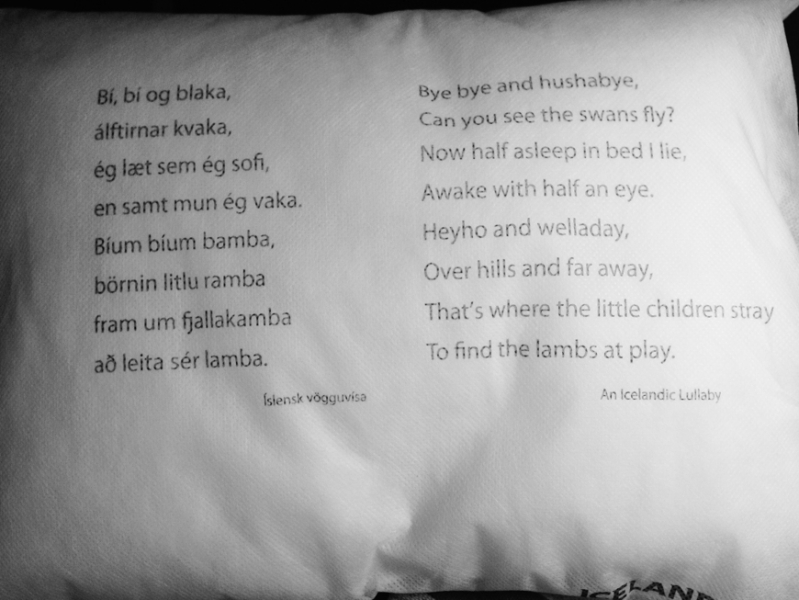 Bí, bí og blaka,
álftirnar kvaka,
ég læt sem ég sofi,
en samt mun ég vaka.
Bíum bíum bamba,
börnin litlu ramba
fram um fjallakamba
að leita sér lamba.
Íslensk vögguvísa
Bye bye and hushabye,
Can you see the swans fly?
Now half asleep in bed I lie,
Awake with half an eye.
Heyho and welladay,
Over hills and far away,
That's where the little children stray
To find the lambs at play.
An Icelandic Lullaby